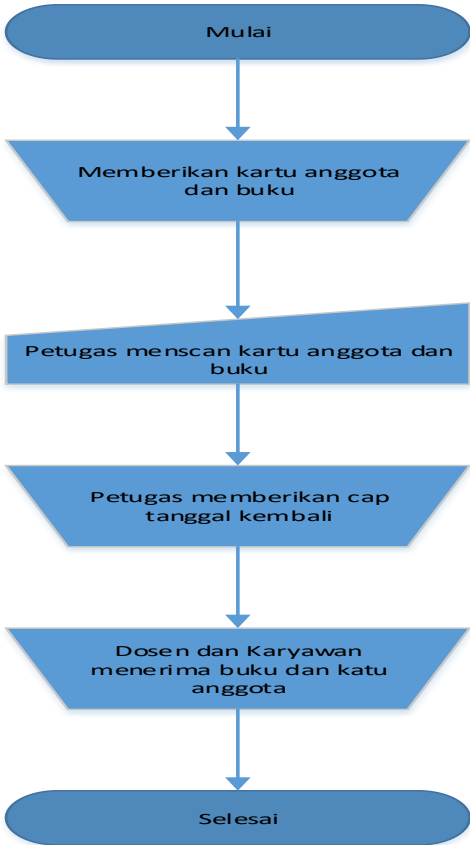 Mulai
Memberikan kartu anggota
dan buku
Petugas menscan kartu anggota dan
buku
Petugas memberikan cap
tanggal kembali
Dosen dan Karyawan
menerima buku dan katu
anggota
Selesai